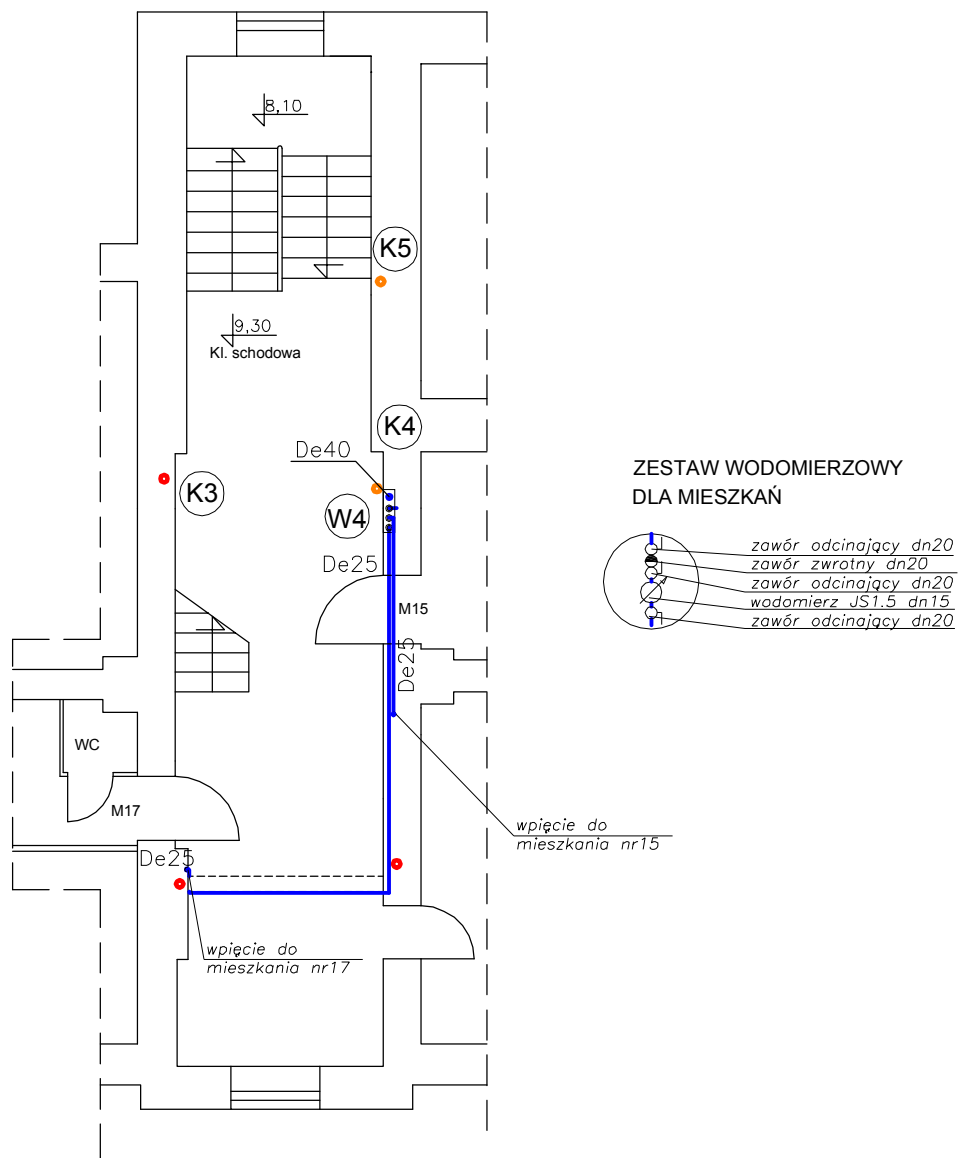 8,10
K5
9,30
Kl. schodowa
K4
De40
K3
W4
De25
M15
De25
WC
M17
De25
wpięcie do
mieszkania nr15
wpięcie do
mieszkania nr17
ZESTAW WODOMIERZOWY
DLA MIESZKAŃ
zawór odcinający dn20
zawór zwrotny dn20
zawór odcinający dn20
wodomierz JS1.5 dn15
zawór odcinający dn20